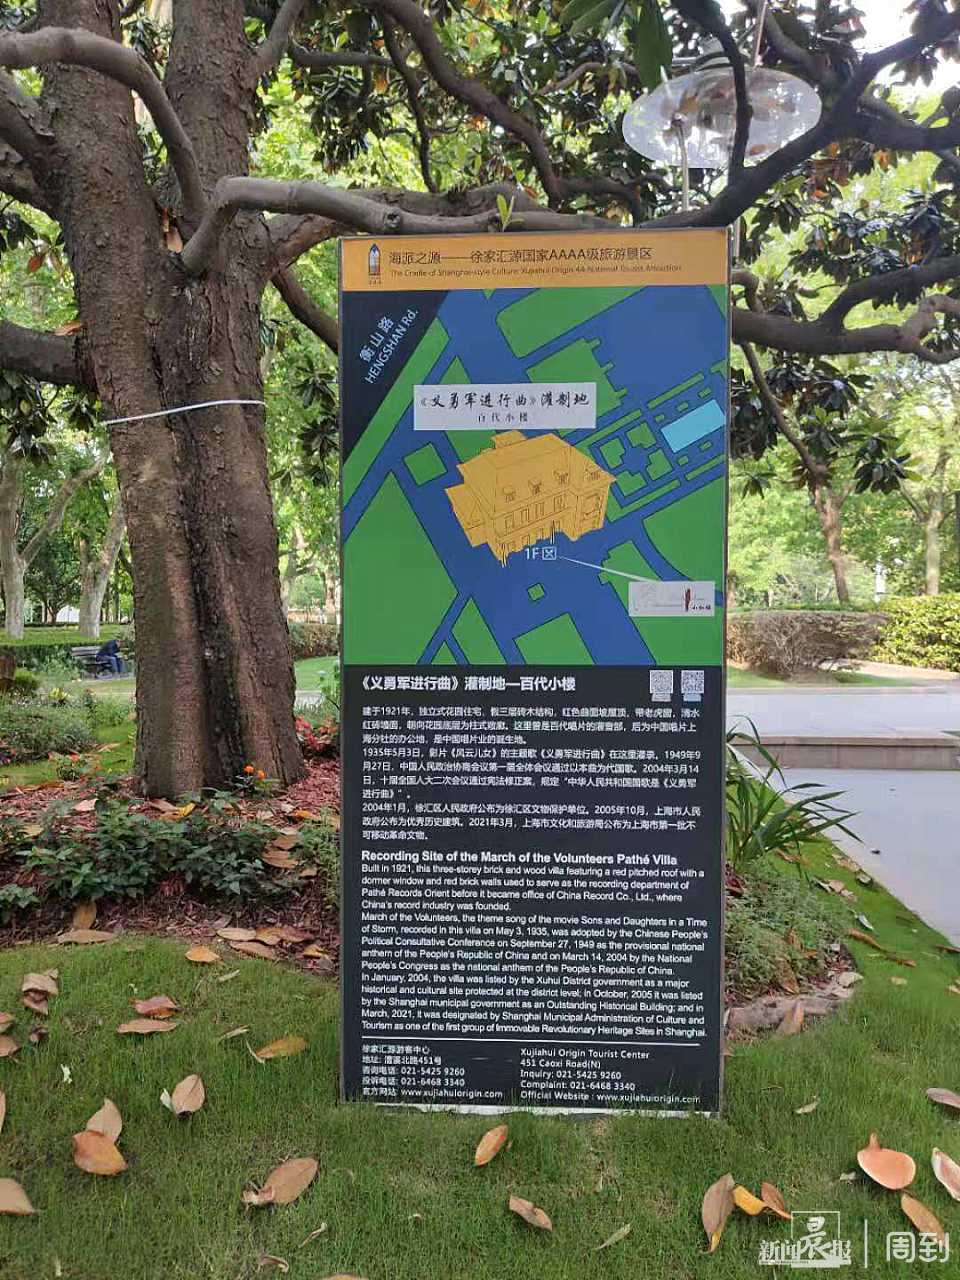 海派之源——徐家汇源国家AAAA级旅游景区
The Cradle of Shanghai-style Culture: Xujiahui Origin 4A National Tourist Attraction
衡山路
HENGSHAN Rd.
《义勇军进行曲》灌制地
百代小楼
1F
小红楼
《义勇军进行曲》灌制地—百代小楼
建于1921年，独立式花园住宅，假三层砖木结构，红色曲面坡屋顶，带老虎窗，清水
红砖墙面，朝向花园底层为柱式敞廊。这里曾是百代唱片的灌音部，后为中国唱片上
海分社的办公地，是中国唱片业的诞生地。
1935年5月3日，影片《风云儿女》的主题歌《义勇军进行曲》在这里灌录。1949年9
月27日，中国人民政治协商会议第一届全体会议通过以本曲为代国歌。2004年3月14
日，十届全国人大二次会议通过宪法修正案，规定“中华人民共和国国歌是《义勇军
进行曲》”。
2004年1月，徐汇区人民政府公布为徐汇区文物保护单位。2005年10月，上海市人民
政府公布为优秀历史建筑。2021年3月，上海市文化和旅游局公布为上海市第一批不
可移动革命文物。
Recording Site of the March of the Volunteers Pathé Villa
Built in 1921, this three-storey brick and wood villa featuring a red pitched roof with a
dormer window and red brick walls used to serve as the recording department of
Pathé Records Orient before it became office of China Record Co., Ltd., where
China's record industry was founded.
March of the Volunteers, the theme song of the movie Sons and Daughters in a Time
of Storm, recorded in this villa on May 3, 1935, was adopted by the Chinese People's
Political Consultative Conference on September 27, 1949 as the provisional national
anthem of the People's Republic of China and on March 14, 2004 by the National
People's Congress as the national anthem of the People's Republic of China.
In January, 2004, the villa was listed by the Xuhui District government as a major
historical and cultural site protected at the district level; in October, 2005 it was listed
by the Shanghai municipal government as an Outstanding Historical Building; and in
March, 2021, it was designated by Shanghai Municipal Administration of Culture and
Tourism as one of the first group of Immovable Revolutionary Heritage Sites in Shanghai.
徐家汇源游客中心
地址: 漕溪北路451号
咨询电话: 021-5425 9260
投诉电话: 021-6468 3340
官方网站: www.xujiahuiorigin.com
Xujiahui Origin Tourist Center
451 Caoxi Road(N)
Inquiry: 021-5425 9260
Complaint: 021-6468 3340
Official Website : www.xujiahuiorigin.com
新闻晨报 周到